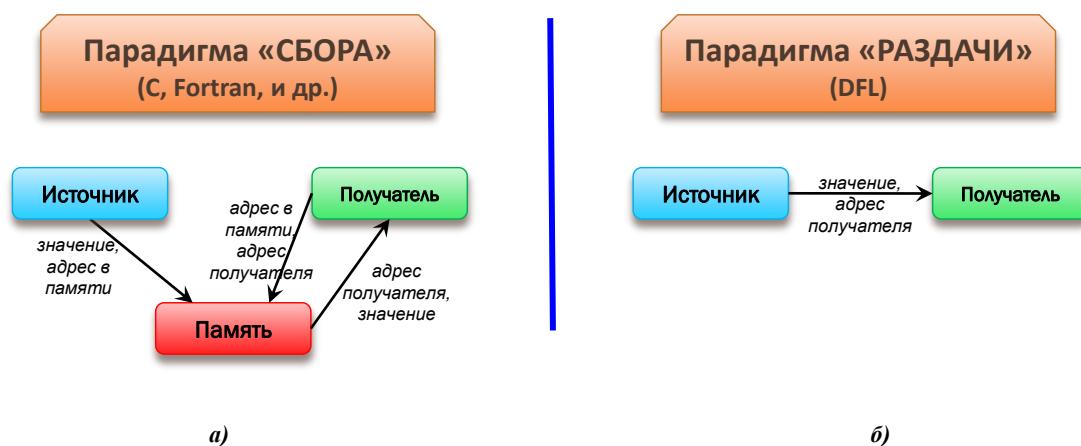 Парадигма «СБОРА»
(C, Fortran, и др.)
Источник
Получатель
значение,
адрес в
памяти
адрес в
памяти,
адрес
получателя
адрес
получателя,
значение
Память
а)
Парадигма «РАЗДАЧИ»
(DFL)
Источник
значение,
адрес
получателя
Получатель
б)